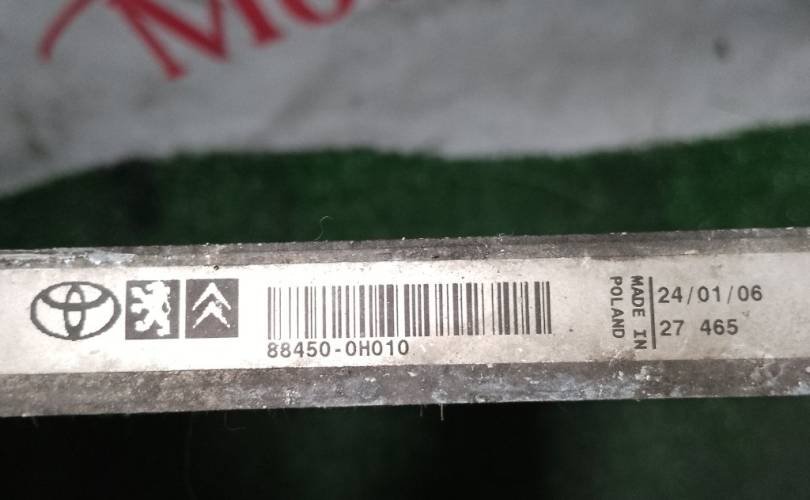 88450-0H010
MADE IN
POLAND
24/01/06
27 465